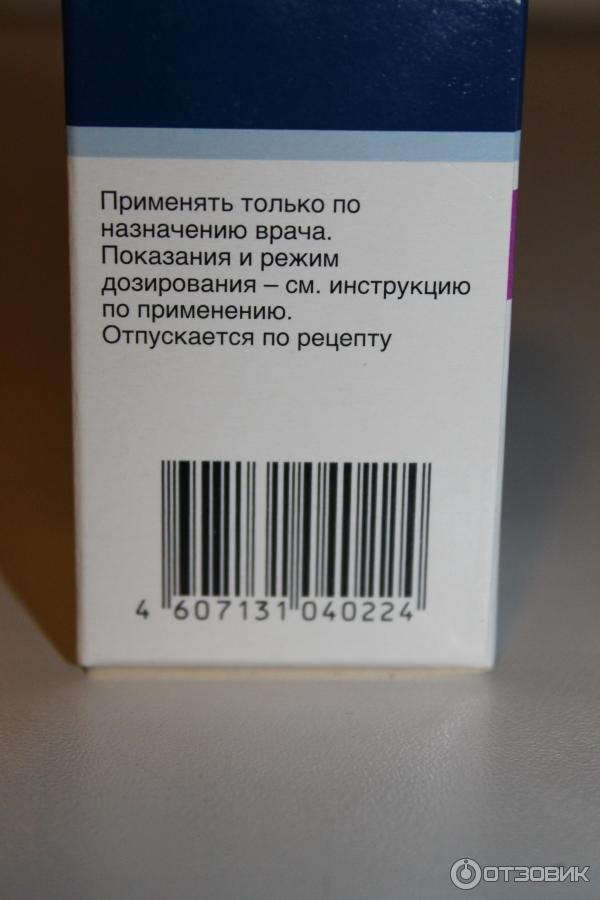 Применять только по
назначению врача.
Показания и режим
дозирования – см. инструкцию
по применению.
Отпускается по рецепту
4 607131 040224
ОТЗОВИК